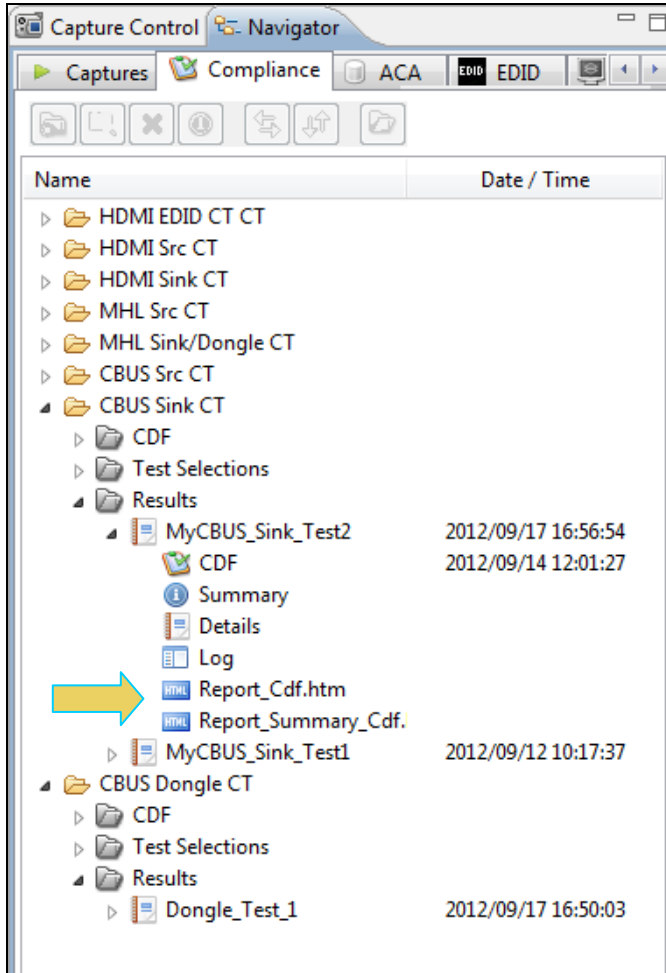 Capture Control Navigator
Captures Compliance ACA EDID EDID
Name Date / Time
HDMI EDID CT CT
HDMI Src CT
HDMI Sink CT
MHL Src CT
MHL Sink/Dongle CT
CBUS Src CT
CBUS Sink CT
CDF
Test Selections
Results
MyCBUS_Sink_Test2 2012/09/17 16:56:54
CDF 2012/09/14 12:01:27
Summary
Details
Log
HTML Report_Cdf.htm
HTML Report_Summary_Cdf.
MyCBUS_Sink_Test1 2012/09/12 10:17:37
CBUS Dongle CT
CDF
Test Selections
Results
Dongle_Test_1 2012/09/17 16:50:03